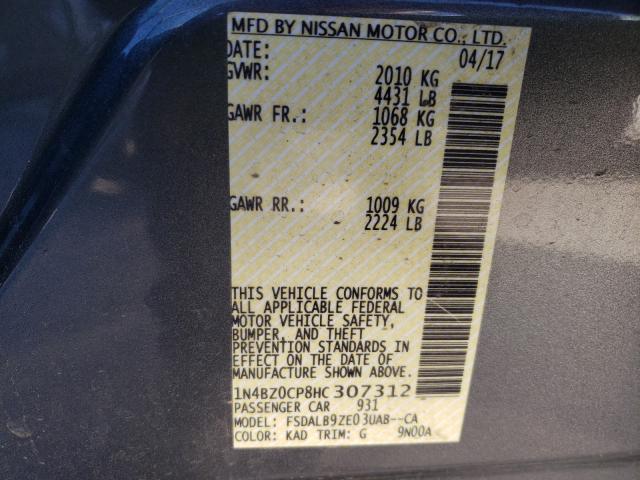 MFD BY NISSAN MOTOR CO., LTD.
DATE: 04/17
GVWR: 2010 KG
4431 LB
GAWR FR.: 1068 KG
2354 LB
GAWR RR.: 1009 KG
2224 LB
THIS VEHICLE CONFORMS TO
ALL APPLICABLE FEDERAL
MOTOR VEHICLE SAFETY,
BUMPER, AND THEFT
PREVENTION STANDARDS IN
EFFECT ON THE DATE OF
MANUFACTURE SHOWN ABOVE.
1N4BZ0CP8HC 307312
PASSENGER CAR 931
MODEL: FSDALB9ZE03UAB--CA
COLOR: KAD TRIM: G 9N00A